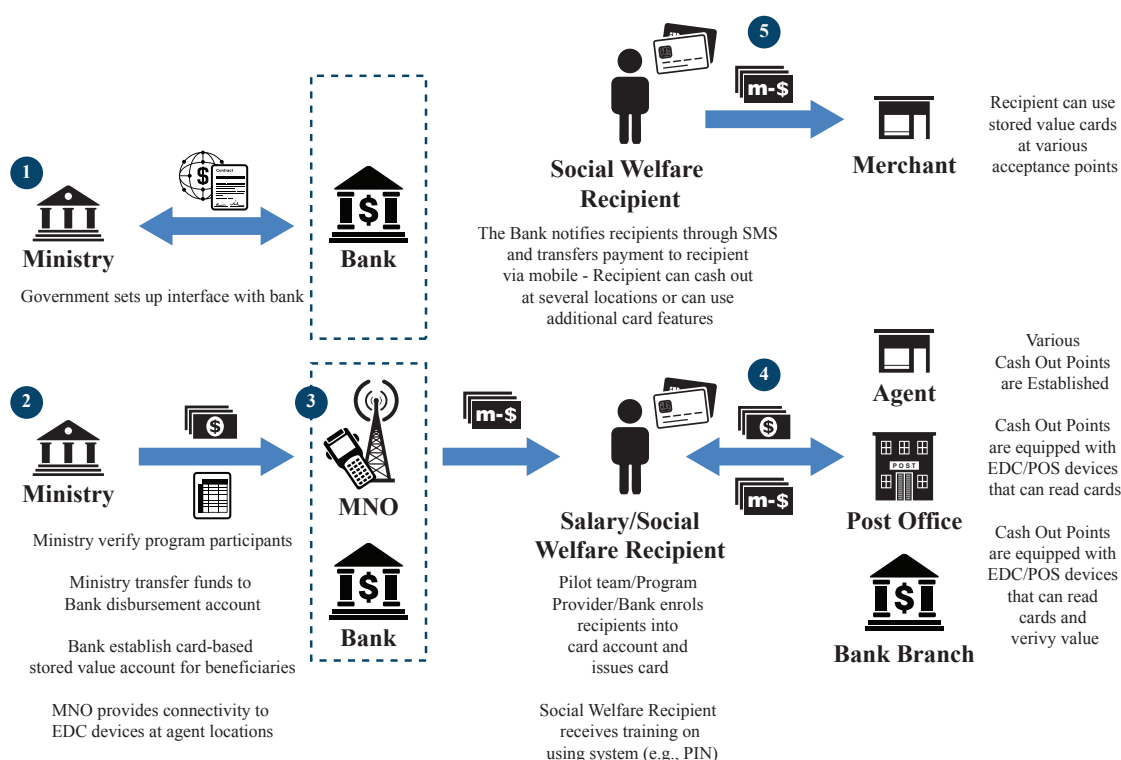 1
Ministry
Government sets up interface with bank
$
Contract
$
Bank
5
m-$
Social Welfare
Recipient
The Bank notifies recipients through SMS
and transfers payment to recipient
via mobile - Recipient can cash out
at several locations or can use
additional card features
Merchant
Recipient can use
stored value cards
at various
acceptance points
2
Ministry
$
Ministry verify program participants
Ministry transfer funds to
Bank disbursement account
Bank establish card-based
stored value account for beneficiaries
MNO provides connectivity to
EDC devices at agent locations
3
MNO
$
Bank
m-$
Salary/Social
Welfare Recipient
Pilot team/Program
Provider/Bank enrols
recipients into
card account and
issues card
Social Welfare Recipient
receives training on
using system (e.g., PIN)
4
$
m-$
Agent
POST
Post Office
$
Bank Branch
Various
Cash Out Points
are Established
Cash Out Points
are equipped with
EDC/POS devices
that can read cards
Cash Out Points
are equipped with
EDC/POS devices
that can read
cards and
verivy value